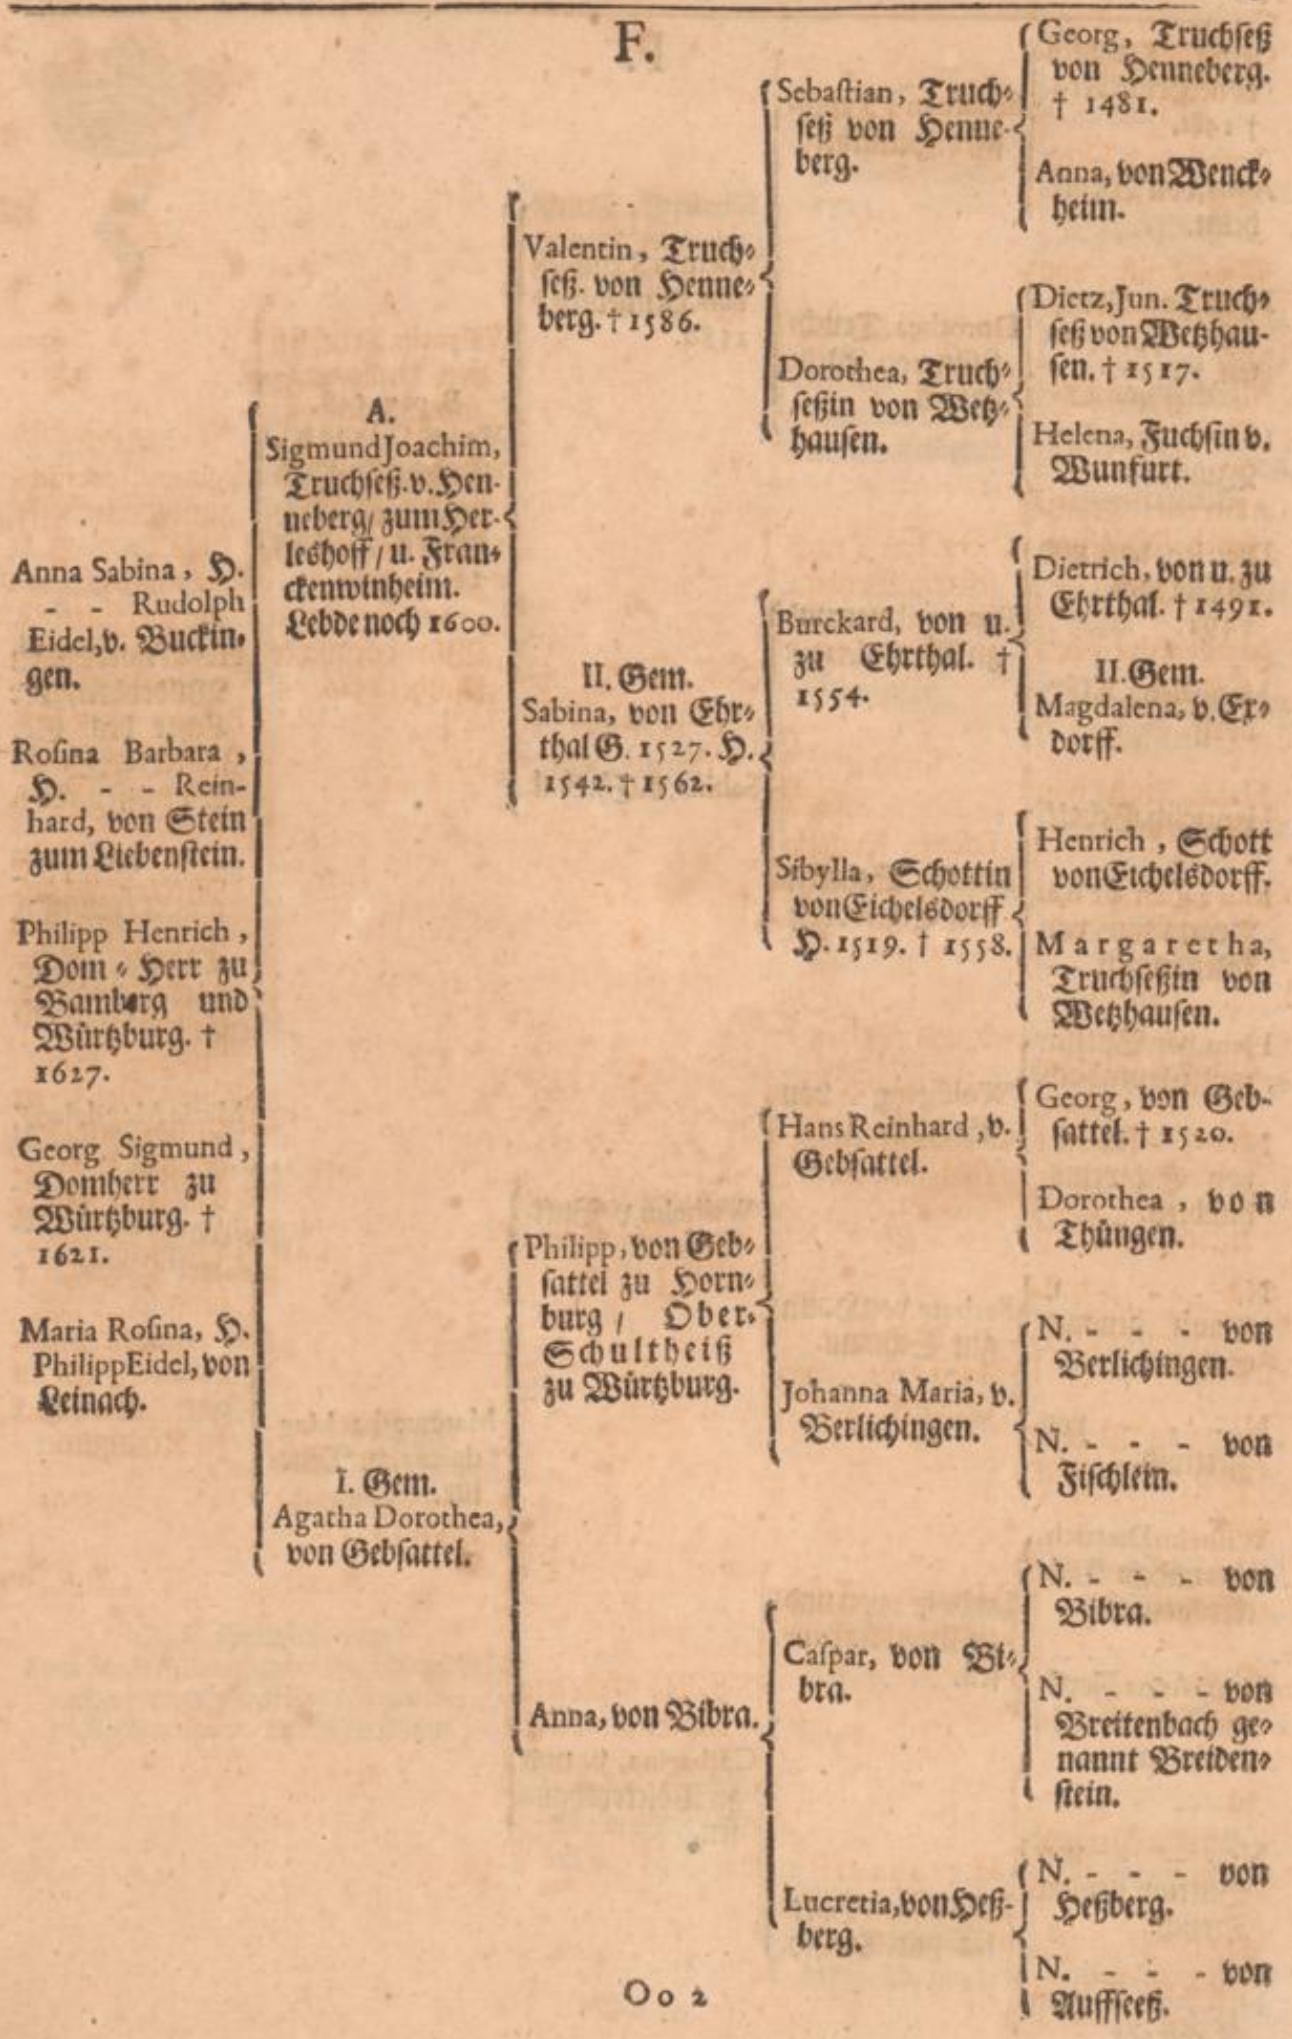 F.
Anna Sabina, H.
- - Rudolph
Eidel, v. Buckin⸗
gen.
Roſina Barbara,
H. - - Rein-
hard, von Stein
zum Liebenſtein.
Philipp Henrich,
Dom⸗Herr zu
Bamberg und
Würtzburg. †
1627.
Georg Sigmund,
Domherr zu
Würtzburg. †
1621.
Maria Roſina, H.
Philipp Eidel, von
Leinach.
A.
Sigmund Joachim,
Truchſeß. v. Hen-
neberg/ zum Her-
leshoff/ u. Fran⸗
ckenwinheim.
Lebde noch 1600.
I. Gem.
Agatha Dorothea,
von Gebſattel.
Valentin, Truch⸗
ſeß. von Henne⸗
berg. † 1586.
II. Gem.
Sabina, von Ehr⸗
thal G. 1527. H.
1542. † 1562.
Philipp, von Geb⸗
ſattel zu Horn⸗
burg / Ober⸗
Schultheiß
zu Würtzburg.
Anna, von Bibra.
Sebaſtian, Truch⸗
ſeß von Henne-
berg.
Dorothea, Truch⸗
ſeßin von Wetz⸗
hauſen.
Burckard, von u.
zu Ehrthal. †
1554.
Sibylla, Schottin
von Eichelsdorff
H. 1519. † 1558.
Hans Reinhard, v.
Gebſattel.
Johanna Maria, v.
Berlichingen.
Caſpar, von Bi⸗
bra.
Lucretia, von Heß-
berg.
Georg, Truchſeß
von Henneberg.
† 1481.
Anna, von Wenck⸗
heim.
Dietz, Jun. Truch⸗
ſeß von Wetzhau-
ſen. † 1517.
Helena, Fuchſin v.
Wunfurt.
Dietrich, von u. zu
Ehrthal. † 1491.
II. Gem.
Magdalena, v. Er⸗
dorff.
Henrich, Schott
von Eichelsdorff.
Margaretha,
Truchſeßin von
Wetzhauſen.
Georg, von Geb-
ſattel. † 1520.
Dorothea, von
Thüngen.
N. - - - von
Berlichingen.
N. - - - von
Fiſchlein.
N. - - - von
Bibra.
N. - - - von
Breitenbach ge⸗
nannt Breiden⸗
ſtein.
N. - - - von
Heßberg.
N. - - - von
Auffſeeß.
Oo 2